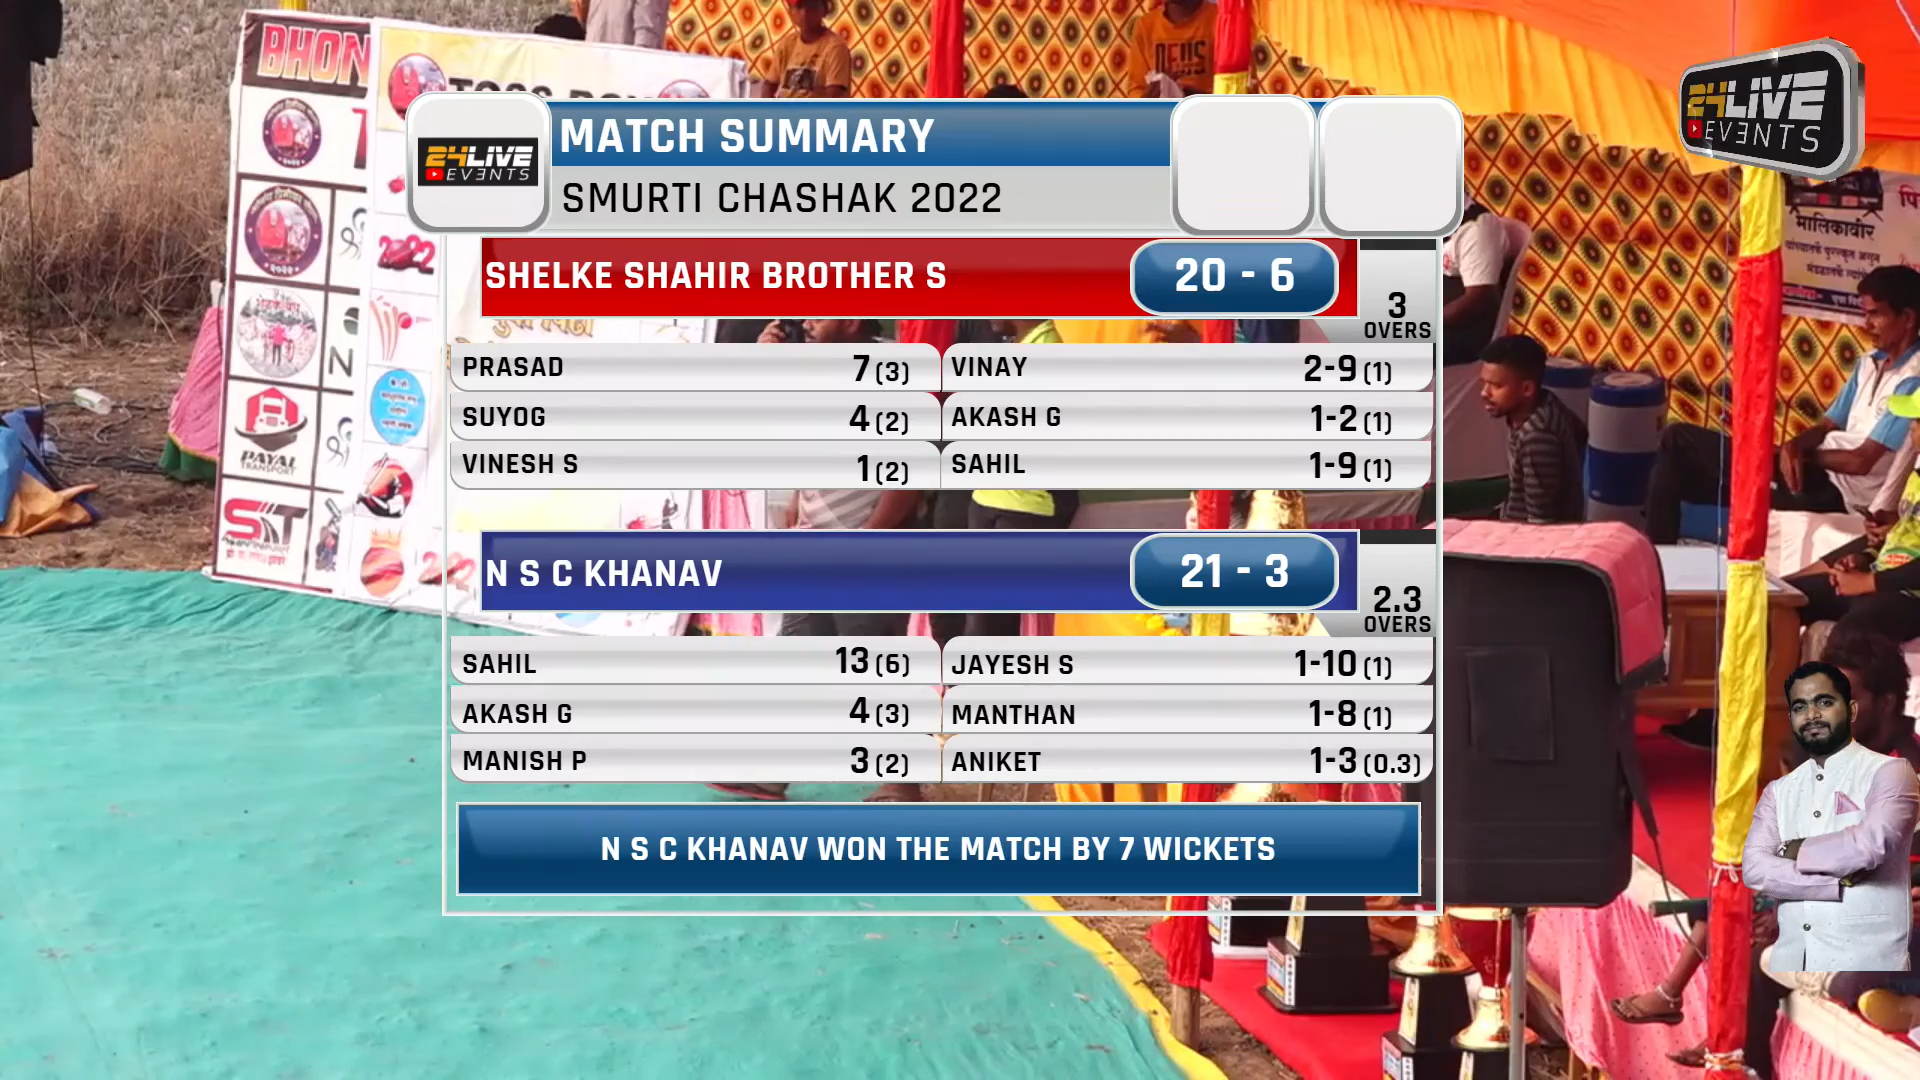 BHON
24LIVE
EVENTS
24LIVE
EVENTS
MATCH SUMMARY
SMURTI CHASHAK 2022
SHELKE SHAHIR BROTHER S 20 - 6
3
OVERS
PRASAD 7 (3) VINAY 2-9 (1)
SUYOG 4 (2) AKASH G 1-2 (1)
VINESH S 1 (2) SAHIL 1-9 (1)
N S C KHANAV 21 - 3
2.3
OVERS
SAHIL 13 (6) JAYESH S 1-10 (1)
AKASH G 4 (3) MANTHAN 1-8 (1)
MANISH P 3 (2) ANIKET 1-3 (0.3)
N S C KHANAV WON THE MATCH BY 7 WICKETS
मालिकावीर
PAYAL
TRANSPORT